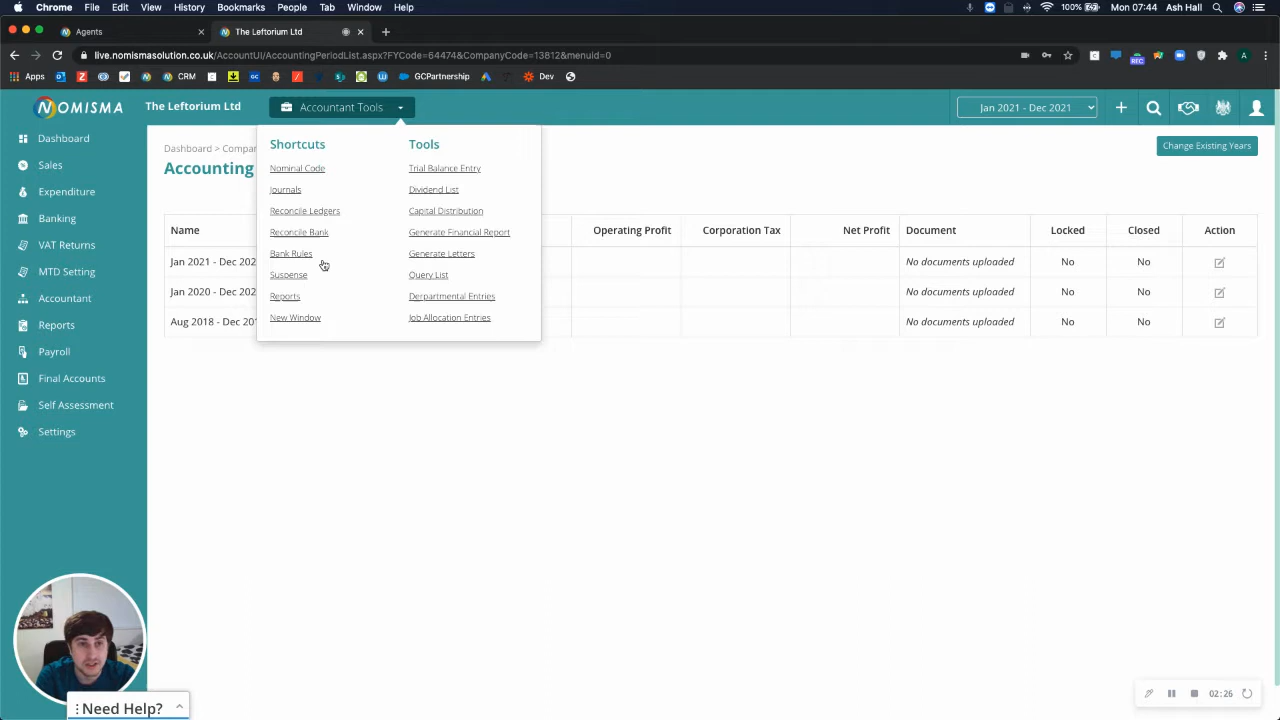 Chrome File Edit View History Bookmarks People Tab Window Help
100% Mon 07:44 Ash Hall
Agents
The Leftorium Ltd
live.nomismasolution.co.uk/AccountUI/AccountingPeriodList.aspx?FYCode=64474&CompanyCode=13812&menuId=0
Apps CRM GCPartnership Dev
NOMISMA The Leftorium Ltd Accountant Tools Jan 2021 - Dec 2021
Dashboard
Sales
Expenditure
Banking
VAT Returns
MTD Setting
Accountant
Reports
Payroll
Final Accounts
Self Assessment
Settings
Dashboard > Compa
Accounting
Change Existing Years
Shortcuts
Nominal Code
Journals
Reconcile Ledgers
Reconcile Bank
Bank Rules
Suspense
Reports
New Window
Tools
Trial Balance Entry
Dividend List
Capital Distribution
Generate Financial Report
Generate Letters
Query List
Derpartmental Entries
Job Allocation Entries
Name Operating Profit Corporation Tax Net Profit Document Locked Closed Action
Jan 2021 - Dec 202 No documents uploaded No No
Jan 2020 - Dec 202 No documents uploaded No No
Aug 2018 - Dec 201 No documents uploaded No No
Need Help?
02:26